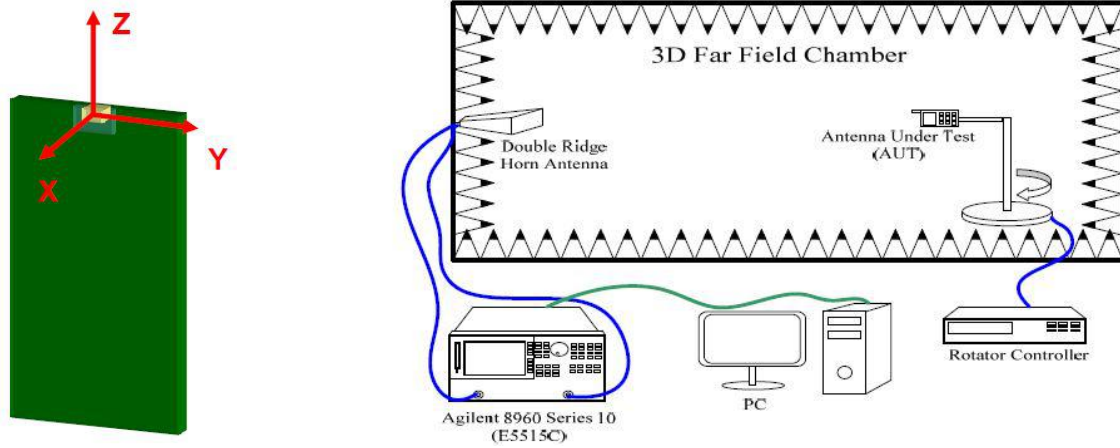 Z
Y
X
3D Far Field Chamber
Double Ridge
Horn Antenna
Antenna Under Test
(AUT)
Agilent 8960 Series 10
(E5515C)
PC
Rotator Controller